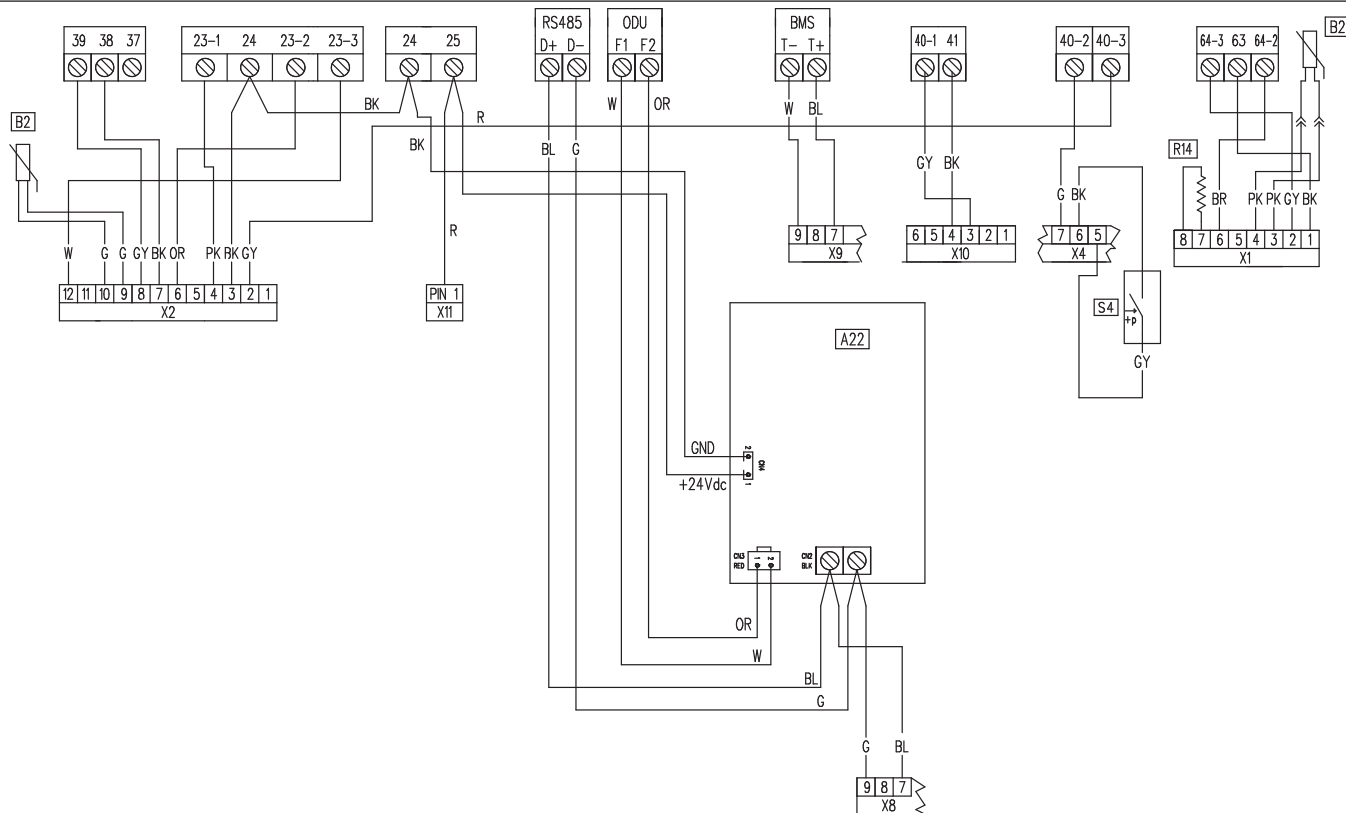 39 38 37
23-1 24 23-2 23-3
24 25
RS485
D+ D-
ODU
F1 F2
BMS
T- T+
40-1 41
40-2 40-3
64-3 63 64-2
B2
B2
BK
R
BK
W OR
W BL
BL G
GY BK
G BK
R14
BR PK PK GY BK
W G G GY BK OR PK BK GY
R
12 11 10 9 8 7 6 5 4 3 2 1
X2
PIN 1
X11
9 8 7
X9
6 5 4 3 2 1
X10
7 6 5
X4
8 7 6 5 4 3 2 1
X1
S4
+p
GY
A22
GND
+24Vdc
2
CN4
1
CN3
RED
1 2
CN2
BLK
OR
W
BL
G
G BL
9 8 7
X8